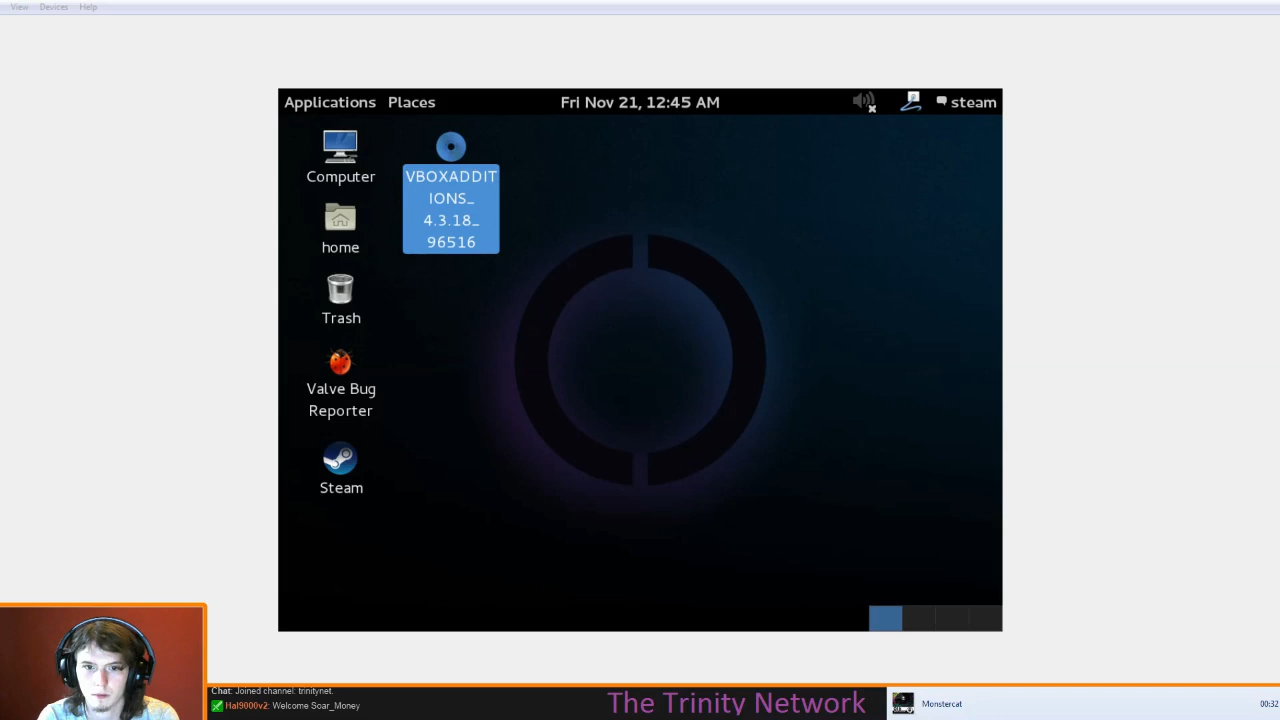 View Devices Help
Applications Places Fri Nov 21, 12:45 AM steam
Computer
VBOXADDIT
IONS_
4.3.18_
96516
home
Trash
Valve Bug
Reporter
Steam
Chat: Joined channel: trinitynet.
Hal9000v2: Welcome Soar_Money
The Trinity Network
Monstercat
00:32